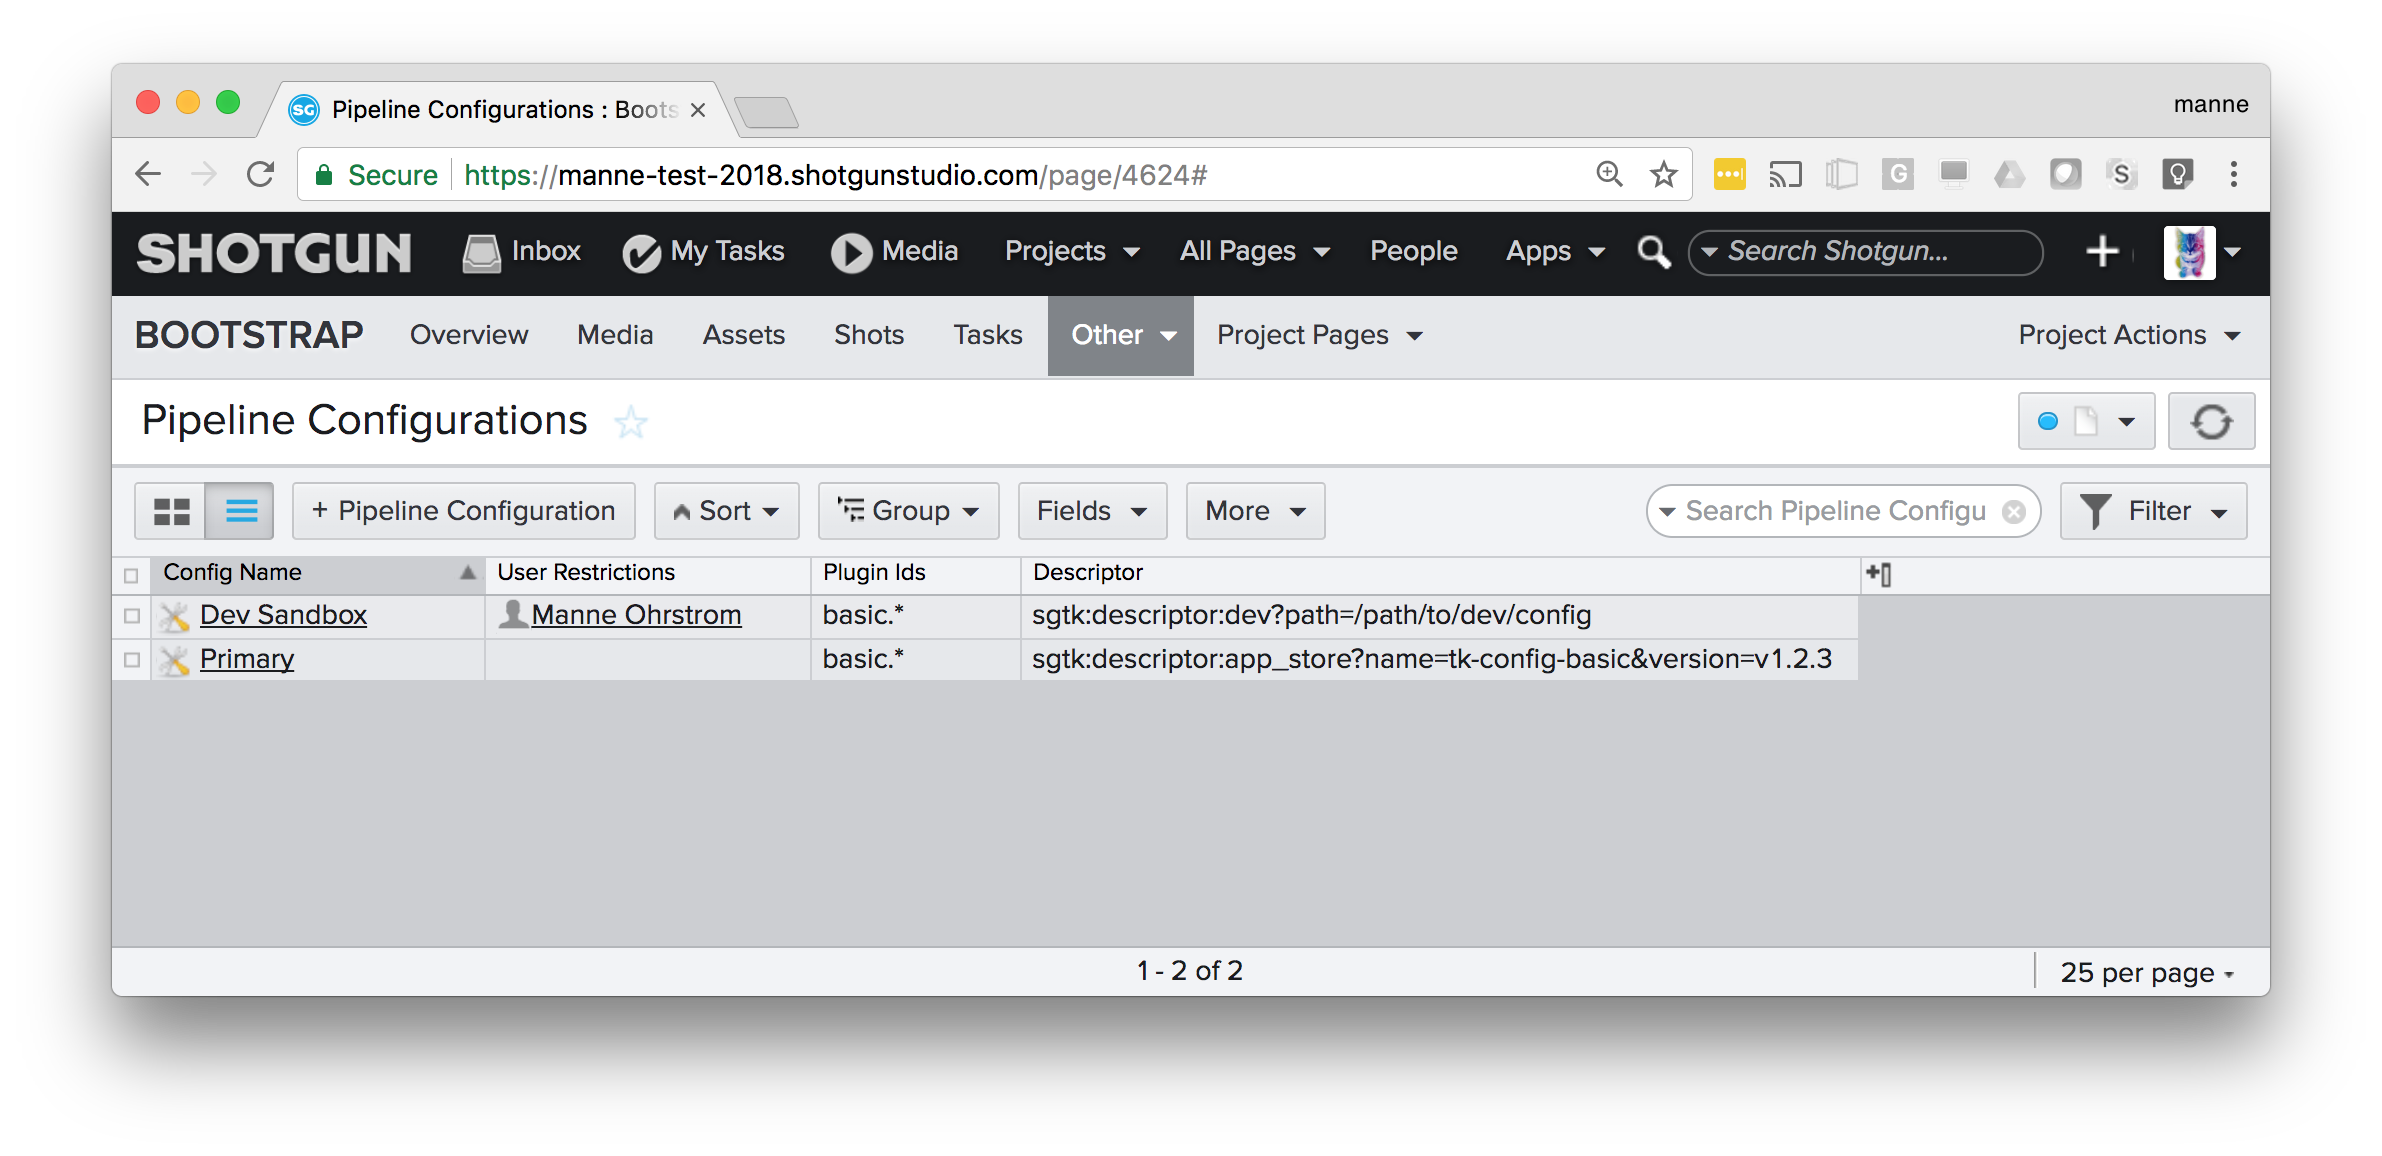 SG Pipeline Configurations : Boots
manne
Secure https://manne-test-2018.shotgunstudio.com/page/4624#
G S
SHOTGUN Inbox My Tasks Media Projects All Pages People Apps Search Shotgun... +
BOOTSTRAP Overview Media Assets Shots Tasks Other Project Pages Project Actions
Pipeline Configurations
+ Pipeline Configuration Sort Group Fields More Search Pipeline Configu Filter
Config Name User Restrictions Plugin Ids Descriptor
Dev Sandbox Manne Ohrstrom basic.* sgtk:descriptor:dev?path=/path/to/dev/config
Primary basic.* sgtk:descriptor:app_store?name=tk-config-basic&version=v1.2.3
1 - 2 of 2
25 per page